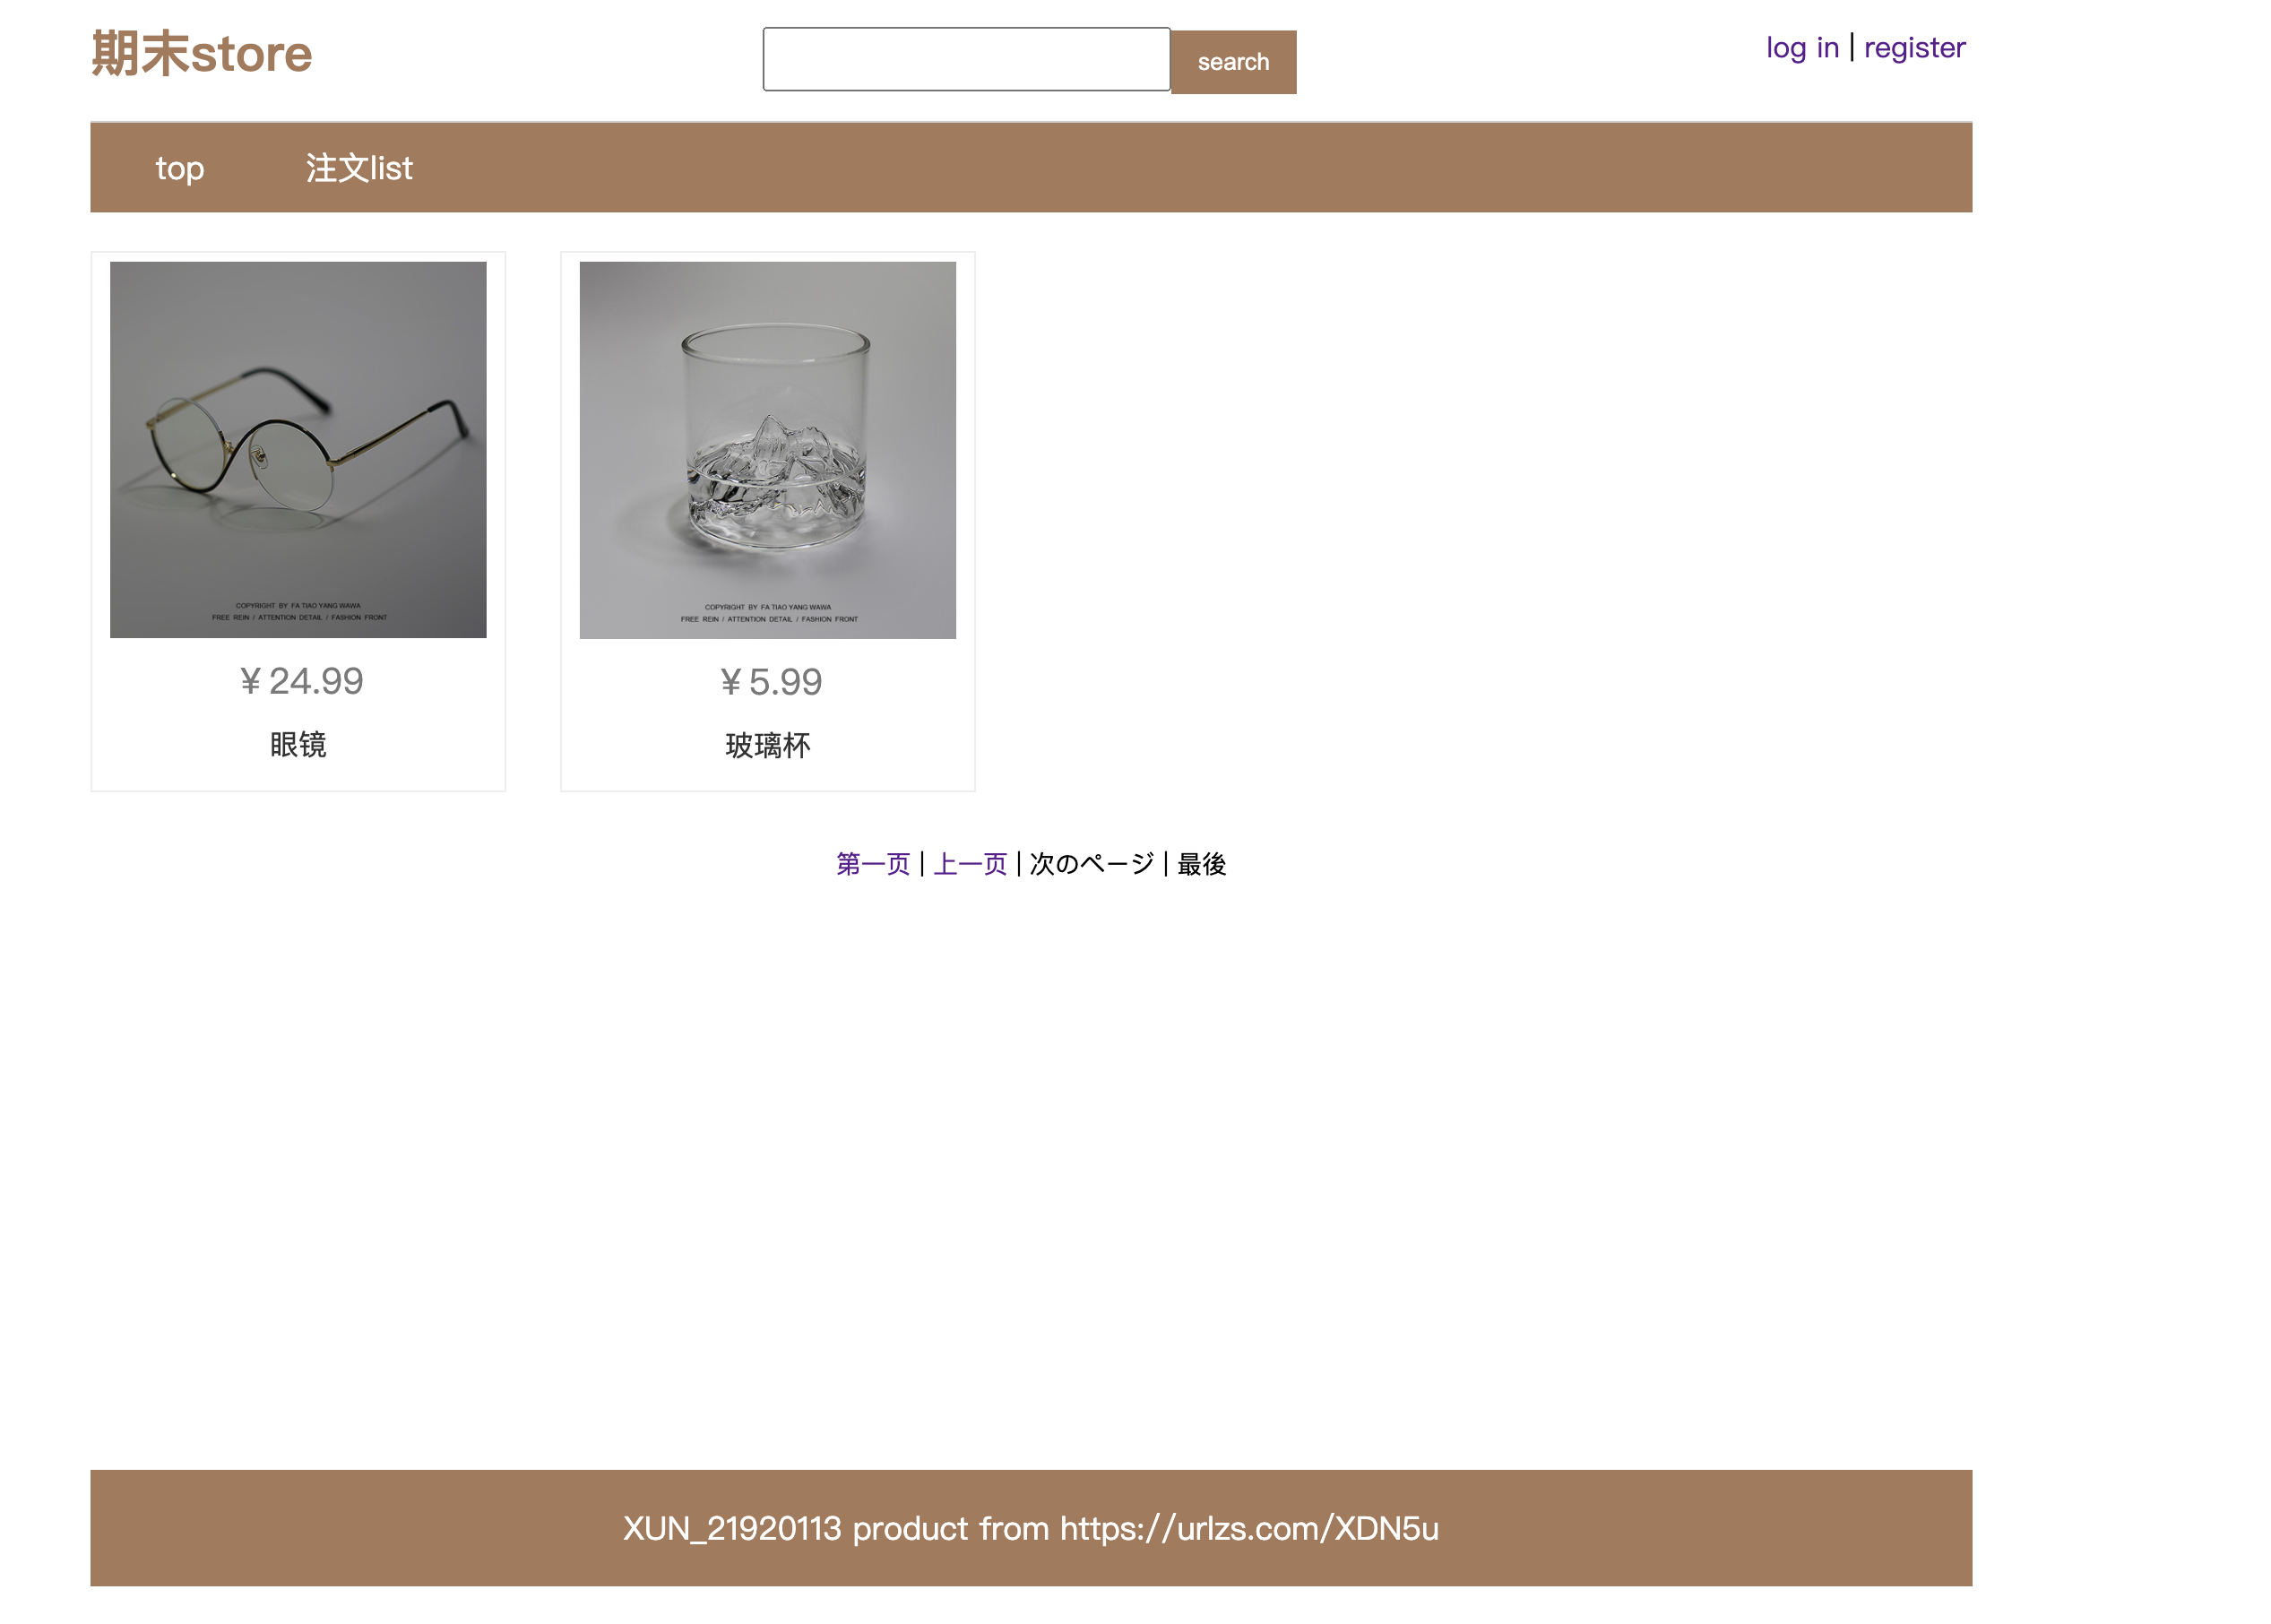 期末store
search
log in | register
top 注文list
COPYRIGHT BY FA TIAO YANG WAWA
FREE REIN / ATTENTION DETAIL / FASHION FRONT
¥ 24.99
眼镜
COPYRIGHT BY FA TIAO YANG WAWA
FREE REIN / ATTENTION DETAIL / FASHION FRONT
¥ 5.99
玻璃杯
第一页 | 上一页 | 次のページ | 最後
XUN_21920113 product from https://urlzs.com/XDN5u